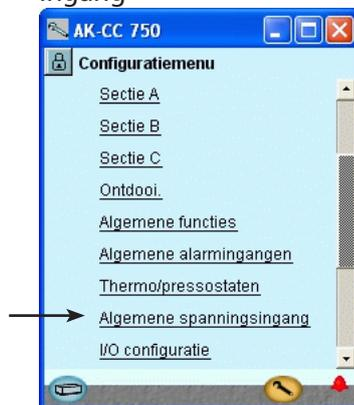 ingang
AK-CC 750
Configuratiemenu
Sectie A
Sectie B
Sectie C
Ontdooi.
Algemene functies
Algemene alarmingangen
Thermo/pressostaten
Algemene spanningsingang
I/O configuratie